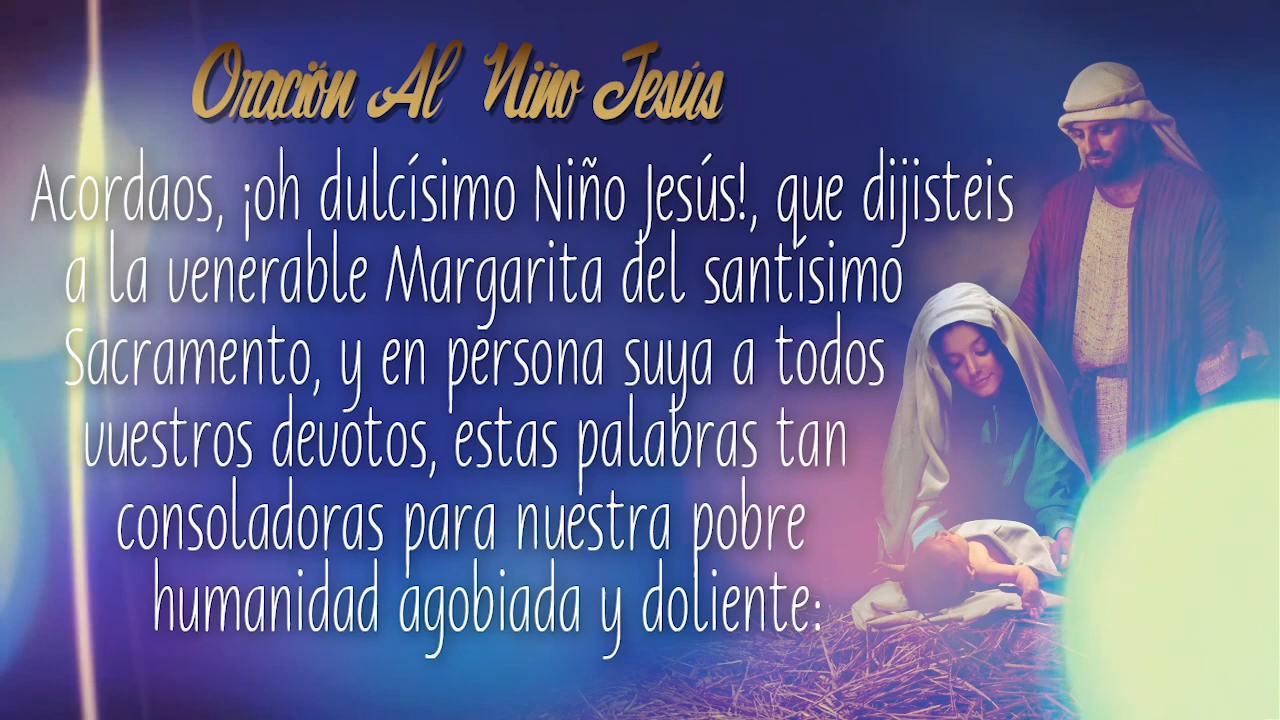 Oración Al Niño Jesús
Acordaos, ¡oh dulcísimo Niño Jesús!, que dijisteis
a la venerable Margarita del santísimo
Sacramento, y en persona suya a todos
vuestros devotos, estas palabras tan
consoladoras para nuestra pobre
humanidad agobiada y doliente: